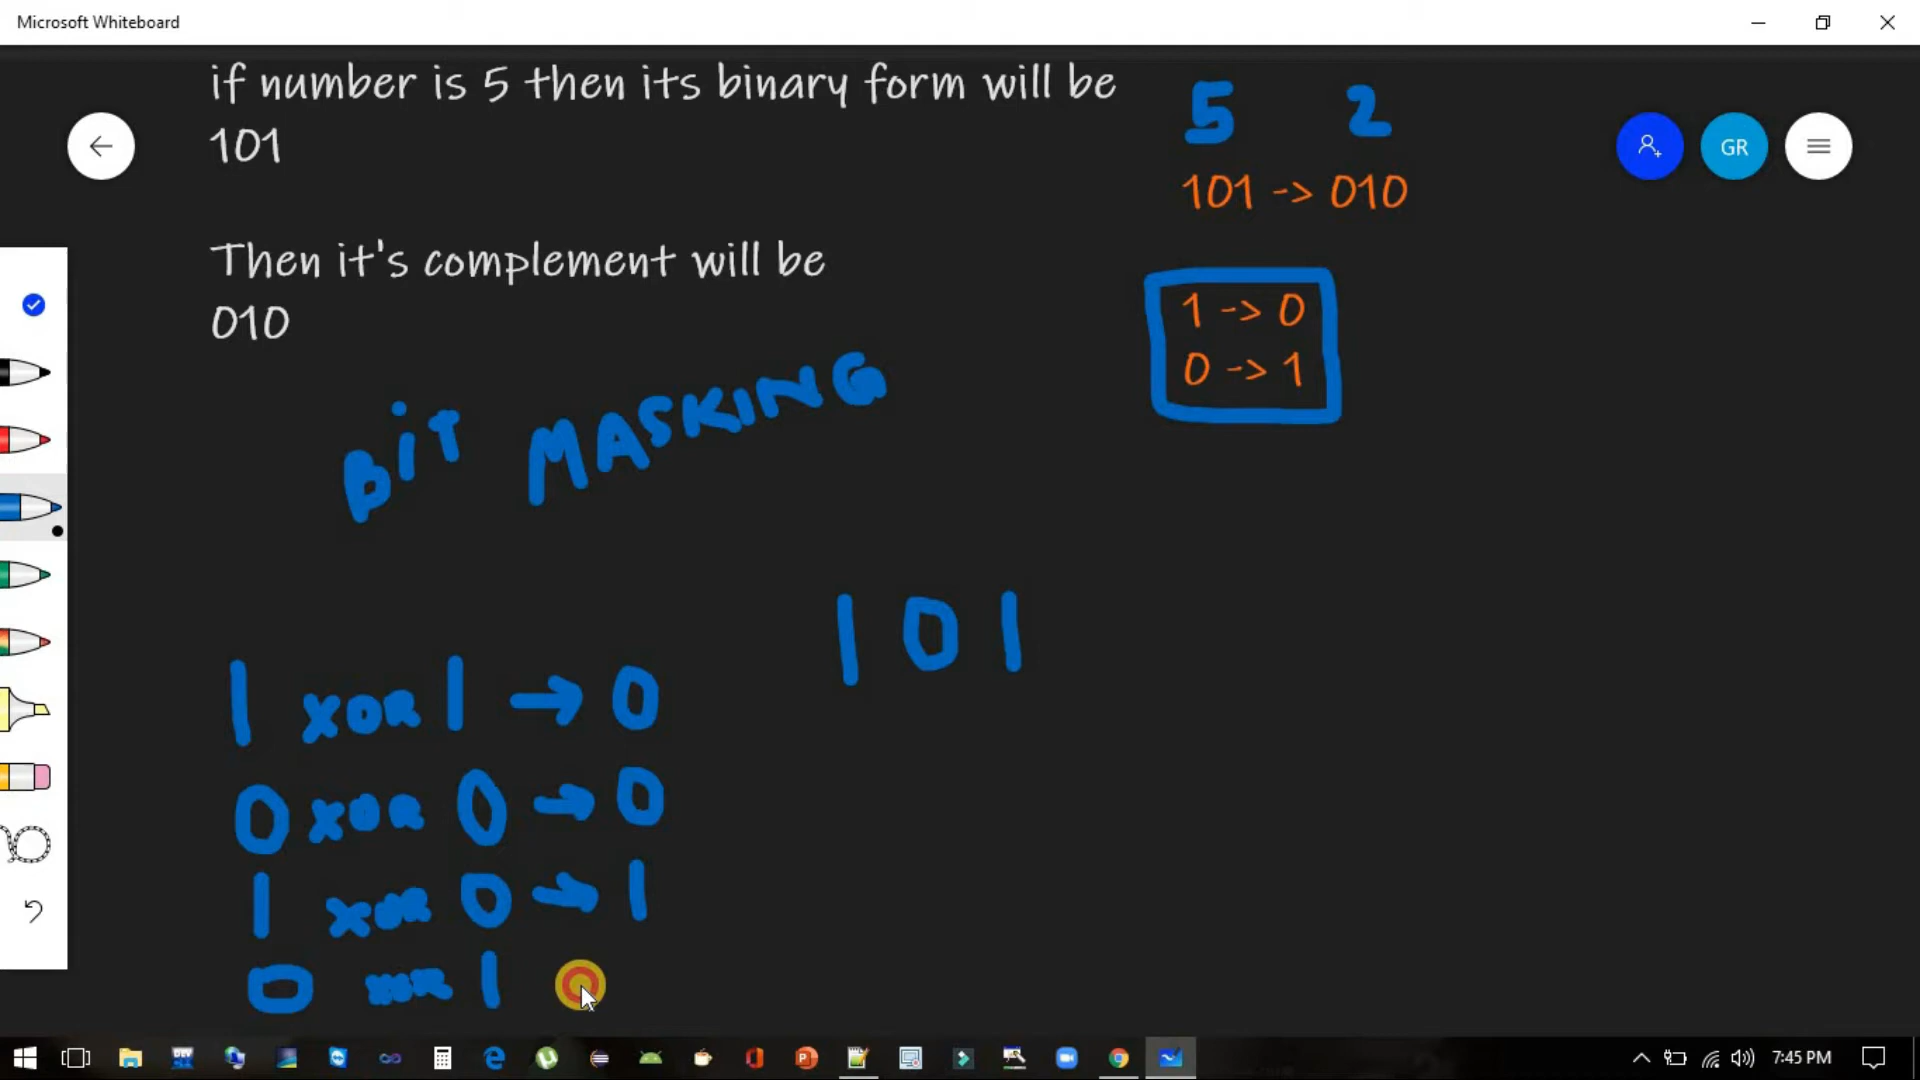 Microsoft Whiteboard
if number is 5 then its binary form will be
101
5 2
101 -> 010
GR
Then it's complement will be
010
1 -> 0
0 -> 1
BIT MASKING
1 0 1
1 XOR 1 → 0
0 XOR 0 → 0
1 XOR 0 → 1
0 XOR 1
DEV
7:45 PM